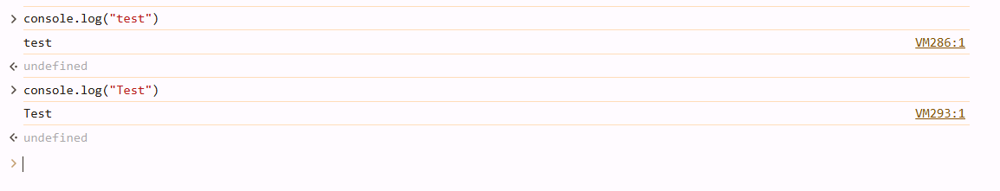 console.log("test")
test VM286:1
undefined
console.log("Test")
Test VM293:1
undefined